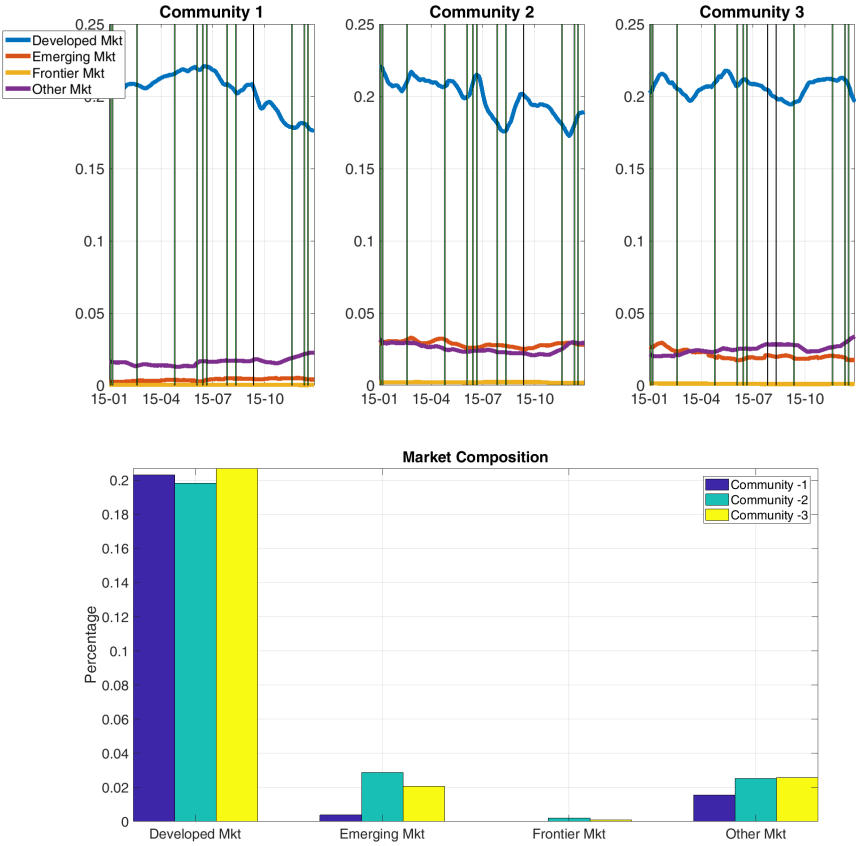 Community 1
Community 2
Community 3
Developed Mkt
Emerging Mkt
Frontier Mkt
Other Mkt
0.25
0.2
0.15
0.1
0.05
0
15-01 15-04 15-07 15-10
0.25
0.2
0.15
0.1
0.05
0
15-01 15-04 15-07 15-10
0.25
0.2
0.15
0.1
0.05
0
15-01 15-04 15-07 15-10
Market Composition
Community -1
Community -2
Community -3
Percentage
0.2
0.18
0.16
0.14
0.12
0.1
0.08
0.06
0.04
0.02
0
Developed Mkt Emerging Mkt Frontier Mkt Other Mkt